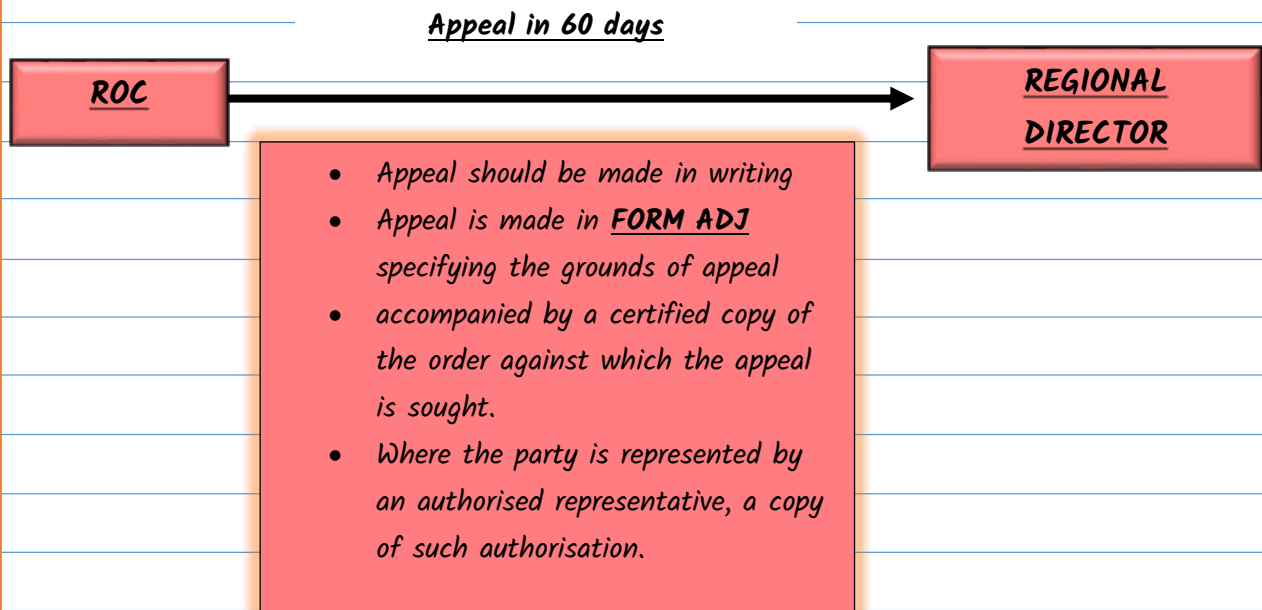 Appeal in 60 days
ROC
REGIONAL
DIRECTOR
• Appeal should be made in writing
• Appeal is made in FORM ADJ
specifying the grounds of appeal
• accompanied by a certified copy of
the order against which the appeal
is sought.
• Where the party is represented by
an authorised representative, a copy
of such authorisation.